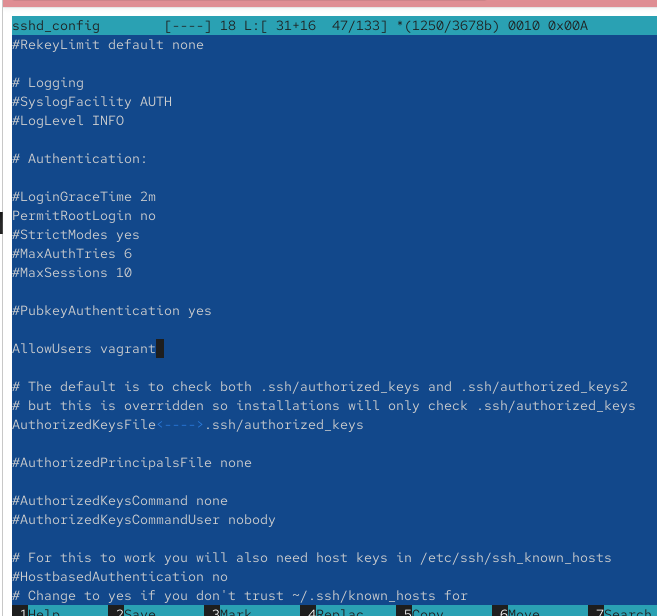 sshd_config        [----] 18 L:[ 31+16  47/133] *(1250/3678b) 0010 0x00A
#RekeyLimit default none
# Logging
#SyslogFacility AUTH
#LogLevel INFO
# Authentication:
#LoginGraceTime 2m
PermitRootLogin no
#StrictModes yes
#MaxAuthTries 6
#MaxSessions 10
#PubkeyAuthentication yes
AllowUsers vagrant
# The default is to check both .ssh/authorized_keys and .ssh/authorized_keys2
# but this is overridden so installations will only check .ssh/authorized_keys
AuthorizedKeysFile<---->.ssh/authorized_keys
#AuthorizedPrincipalsFile none
#AuthorizedKeysCommand none
#AuthorizedKeysCommandUser nobody
# For this to work you will also need host keys in /etc/ssh/ssh_known_hosts
#HostbasedAuthentication no
# Change to yes if you don't trust ~/.ssh/known_hosts for
1Help 2Save 3Mark 4Replac 5Copy 6Move 7Search